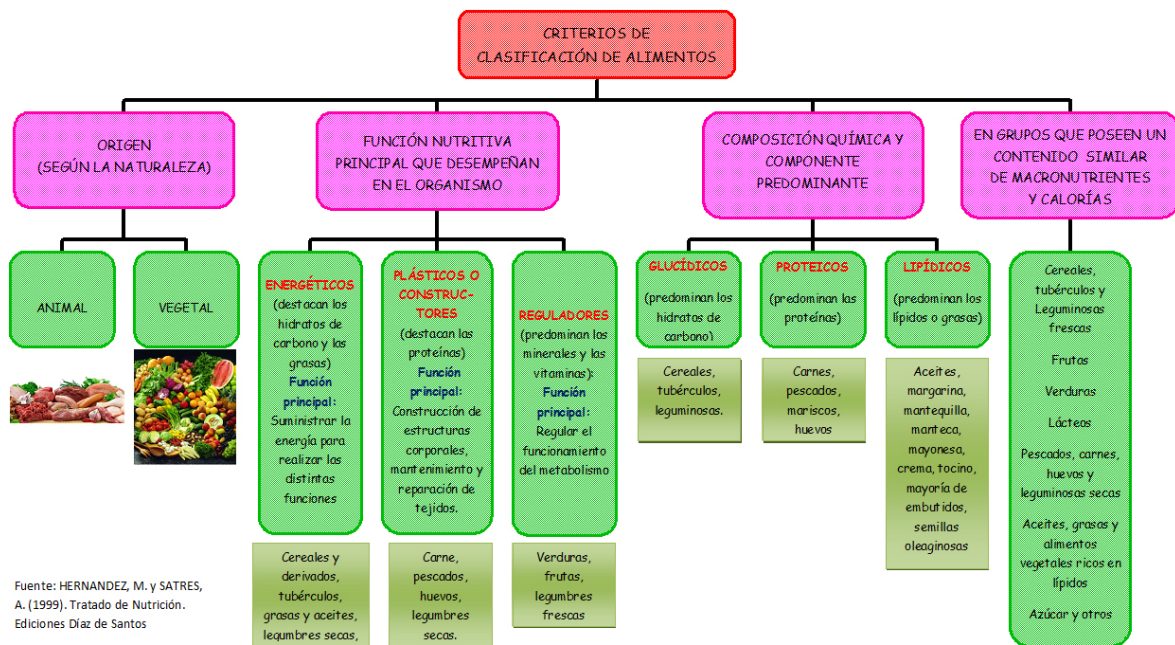 CRITERIOS DE
CLASIFICACIÓN DE ALIMENTOS
ORIGEN
(SEGÚN LA NATURALEZA)
FUNCIÓN NUTRITIVA
PRINCIPAL QUE DESEMPEÑAN
EN EL ORGANISMO
COMPOSICIÓN QUÍMICA Y
COMPONENTE
PREDOMINANTE
EN GRUPOS QUE POSEEN UN
CONTENIDO SIMILAR
DE MACRONUTRIENTES
Y CALORÍAS
ANIMAL
VEGETAL
ENERGÉTICOS
(destacan los
hidratos de
carbono y las
grasas)
Función
principal:
Suministrar la
energía para
realizar las
distintas
funciones
Cereales y
derivados,
tubérculos,
grasas y aceites,
legumbres secas,
PLÁSTICOS O
CONSTRUC-
TORES
(destacan las
proteínas)
Función
principal:
Construcción de
estructuras
corporales,
mantenimiento y
reparación de
tejidos.
Carne,
pescados,
huevos,
legumbres
secas.
REGULADORES
(predominan los
minerales y las
vitaminas):
Función
principal:
Regular el
funcionamiento
del metabolismo
Verduras,
frutas,
legumbres
frescas
GLUCÍDICOS
(predominan los
hidratos de
carbono)
Cereales,
tubérculos,
leguminosas.
PROTEICOS
(predominan las
proteínas)
Carnes,
pescados,
mariscos,
huevos
LIPÍDICOS
(predominan los
lípidos o grasas)
Aceites,
margarina,
mantequilla,
manteca,
mayonesa,
crema, tocino,
mayoría de
embutidos,
semillas
oleaginosas
Cereales,
tubérculos y
Leguminosas
frescas
Frutas
Verduras
Lácteos
Pescados, carnes,
huevos y
leguminosas secas
Aceites, grasas y
alimentos
vegetales ricos en
lípidos
Azúcar y otros
Fuente: HERNANDEZ, M. y SATRES,
A. (1999). Tratado de Nutrición.
Ediciones Díaz de Santos